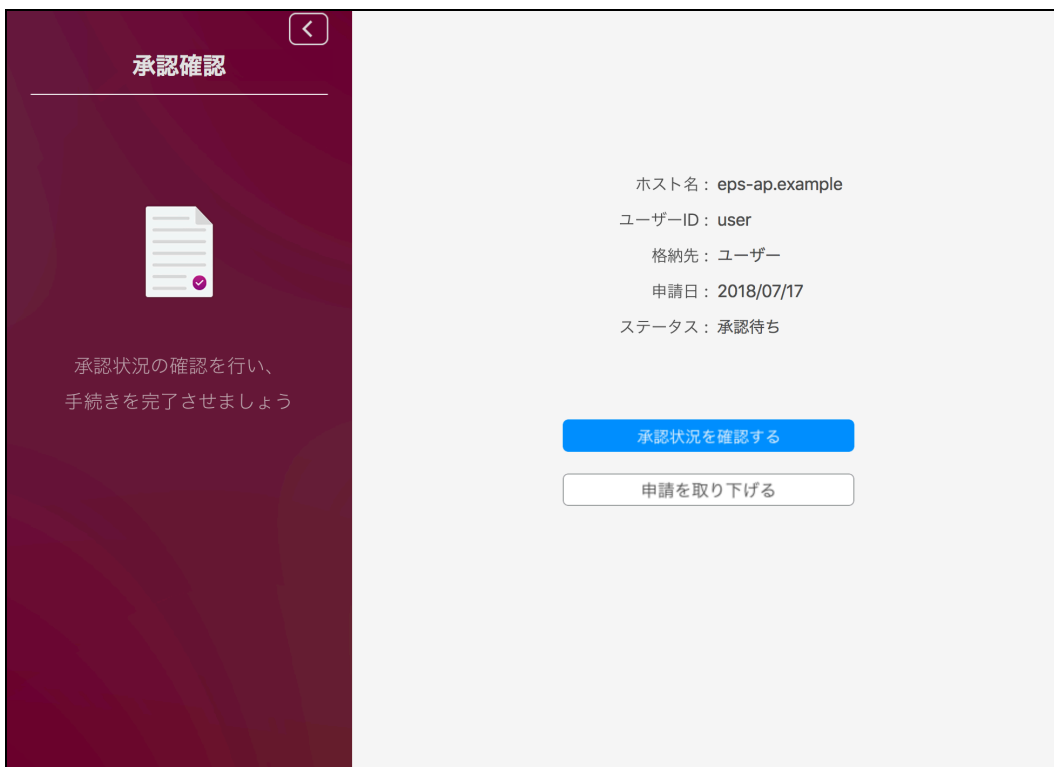 承認確認
承認状況の確認を行い、
手続きを完了させましょう
ホスト名 : eps-ap.example
ユーザーID : user
格納先 : ユーザー
申請日 : 2018/07/17
ステータス : 承認待ち
承認状況を確認する
申請を取り下げる